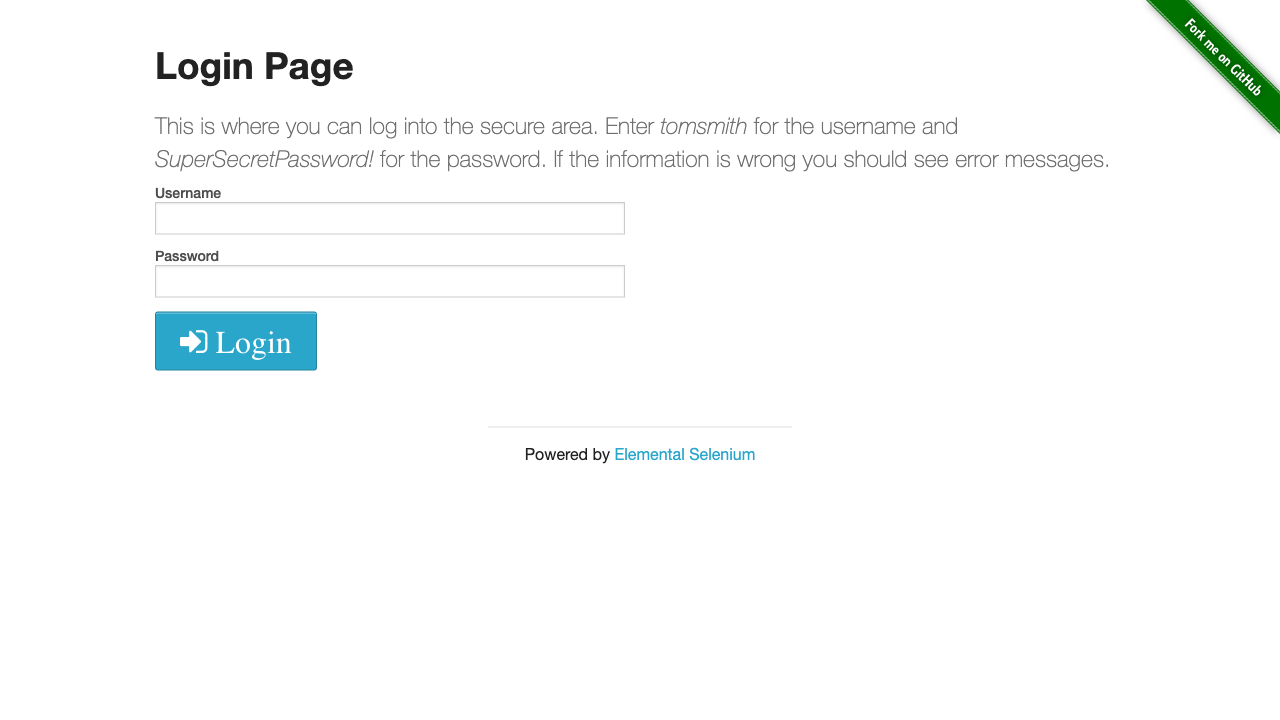 Fork me on GitHub
Login Page
This is where you can log into the secure area. Enter tomsmith for the username and
SuperSecretPassword! for the password. If the information is wrong you should see error messages.
Username
Password
Login
Powered by Elemental Selenium